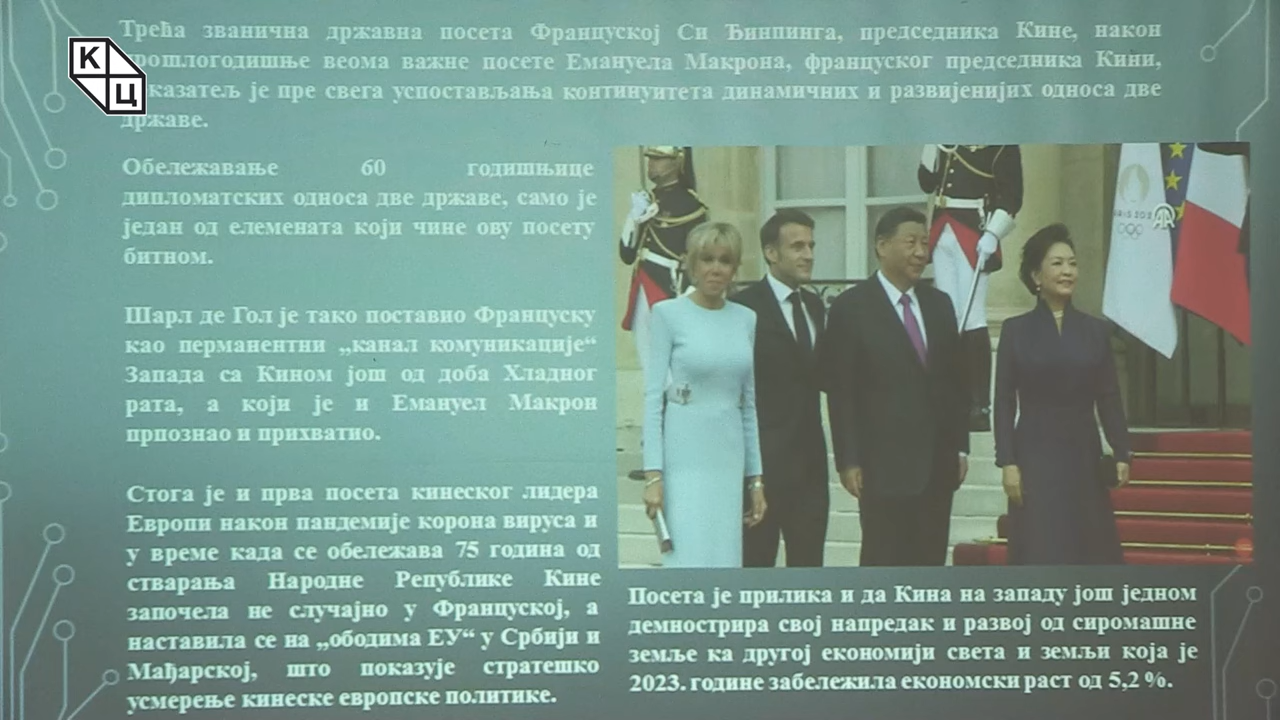 Трећа званична државна посета Француској Си Ђинпинга, председника Кине, након
прошлогодишње веома важне посете Емануела Макрона, француског председника Кини,
показатељ је пре свега успостављања континуитета динамичних и развијенијих односа две
државе.
КЦ
Обележавање 60 годишњице
дипломатских односа две државе, само је
један од елемената који чине ову посету
битном.
Шарл де Гол је тако поставио Француску
као перманентни „канал комуникације“
Запада са Кином још од доба Хладног
рата, а који је и Емануел Макрон
прпознао и прихватио.
Стога је и прва посета кинеског лидера
Европи након пандемије корона вируса и
у време када се обележава 75 година од
стварања Народне Републике Кине
започела не случајно у Француској, а
наставила се на „ободима ЕУ“ у Србији и
Мађарској, што показује стратешко
усмерење кинеске европске политике.
Посета је прилика и да Кина на западу још једном
демнострира свој напредак и развој од сиромашне
земље ка другој економији света и земљи која је
2023. године забележила економски раст од 5,2 %.